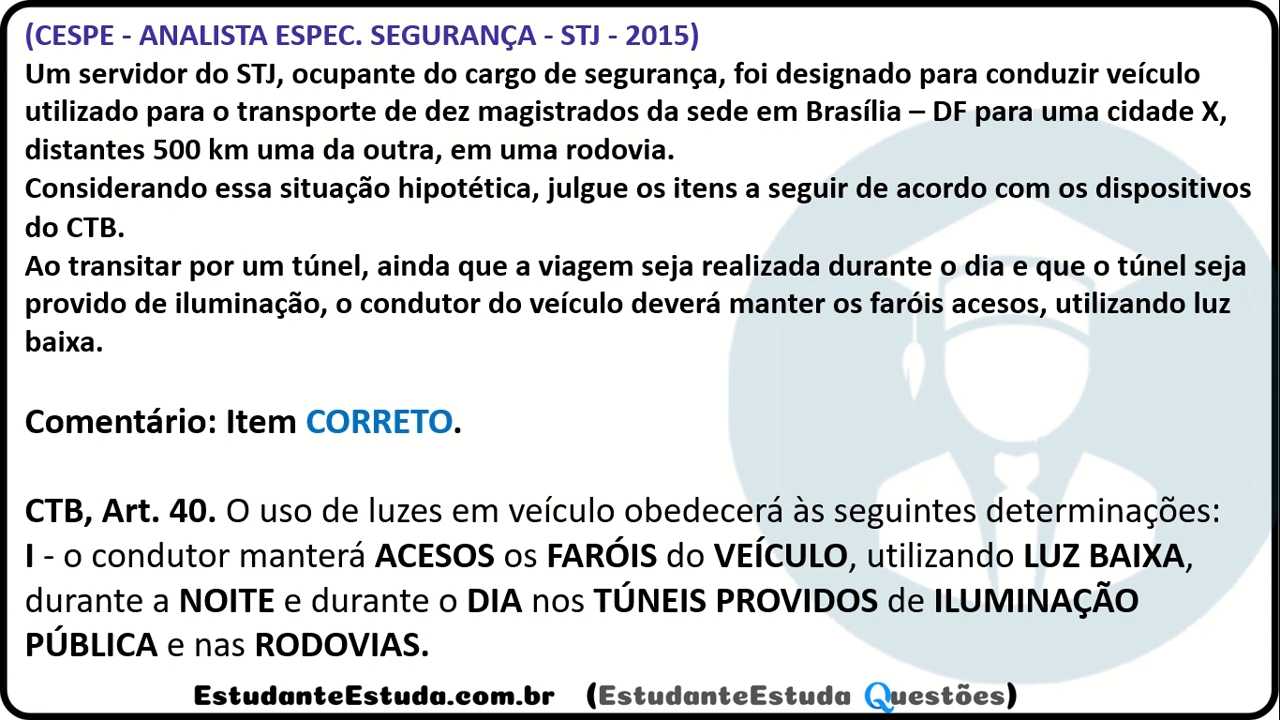 (CESPE - ANALISTA ESPEC. SEGURANÇA - STJ - 2015)
Um servidor do STJ, ocupante do cargo de segurança, foi designado para conduzir veículo
utilizado para o transporte de dez magistrados da sede em Brasília – DF para uma cidade X,
distantes 500 km uma da outra, em uma rodovia.
Considerando essa situação hipotética, julgue os itens a seguir de acordo com os dispositivos
do CTB.
Ao transitar por um túnel, ainda que a viagem seja realizada durante o dia e que o túnel seja
provido de iluminação, o condutor do veículo deverá manter os faróis acesos, utilizando luz
baixa.
Comentário: Item CORRETO.
CTB, Art. 40. O uso de luzes em veículo obedecerá às seguintes determinações:
I - o condutor manterá ACESOS os FARÓIS do VEÍCULO, utilizando LUZ BAIXA,
durante a NOITE e durante o DIA nos TÚNEIS PROVIDOS de ILUMINAÇÃO
PÚBLICA e nas RODOVIAS.
EstudanteEstuda.com.br (EstudanteEstuda Questões)